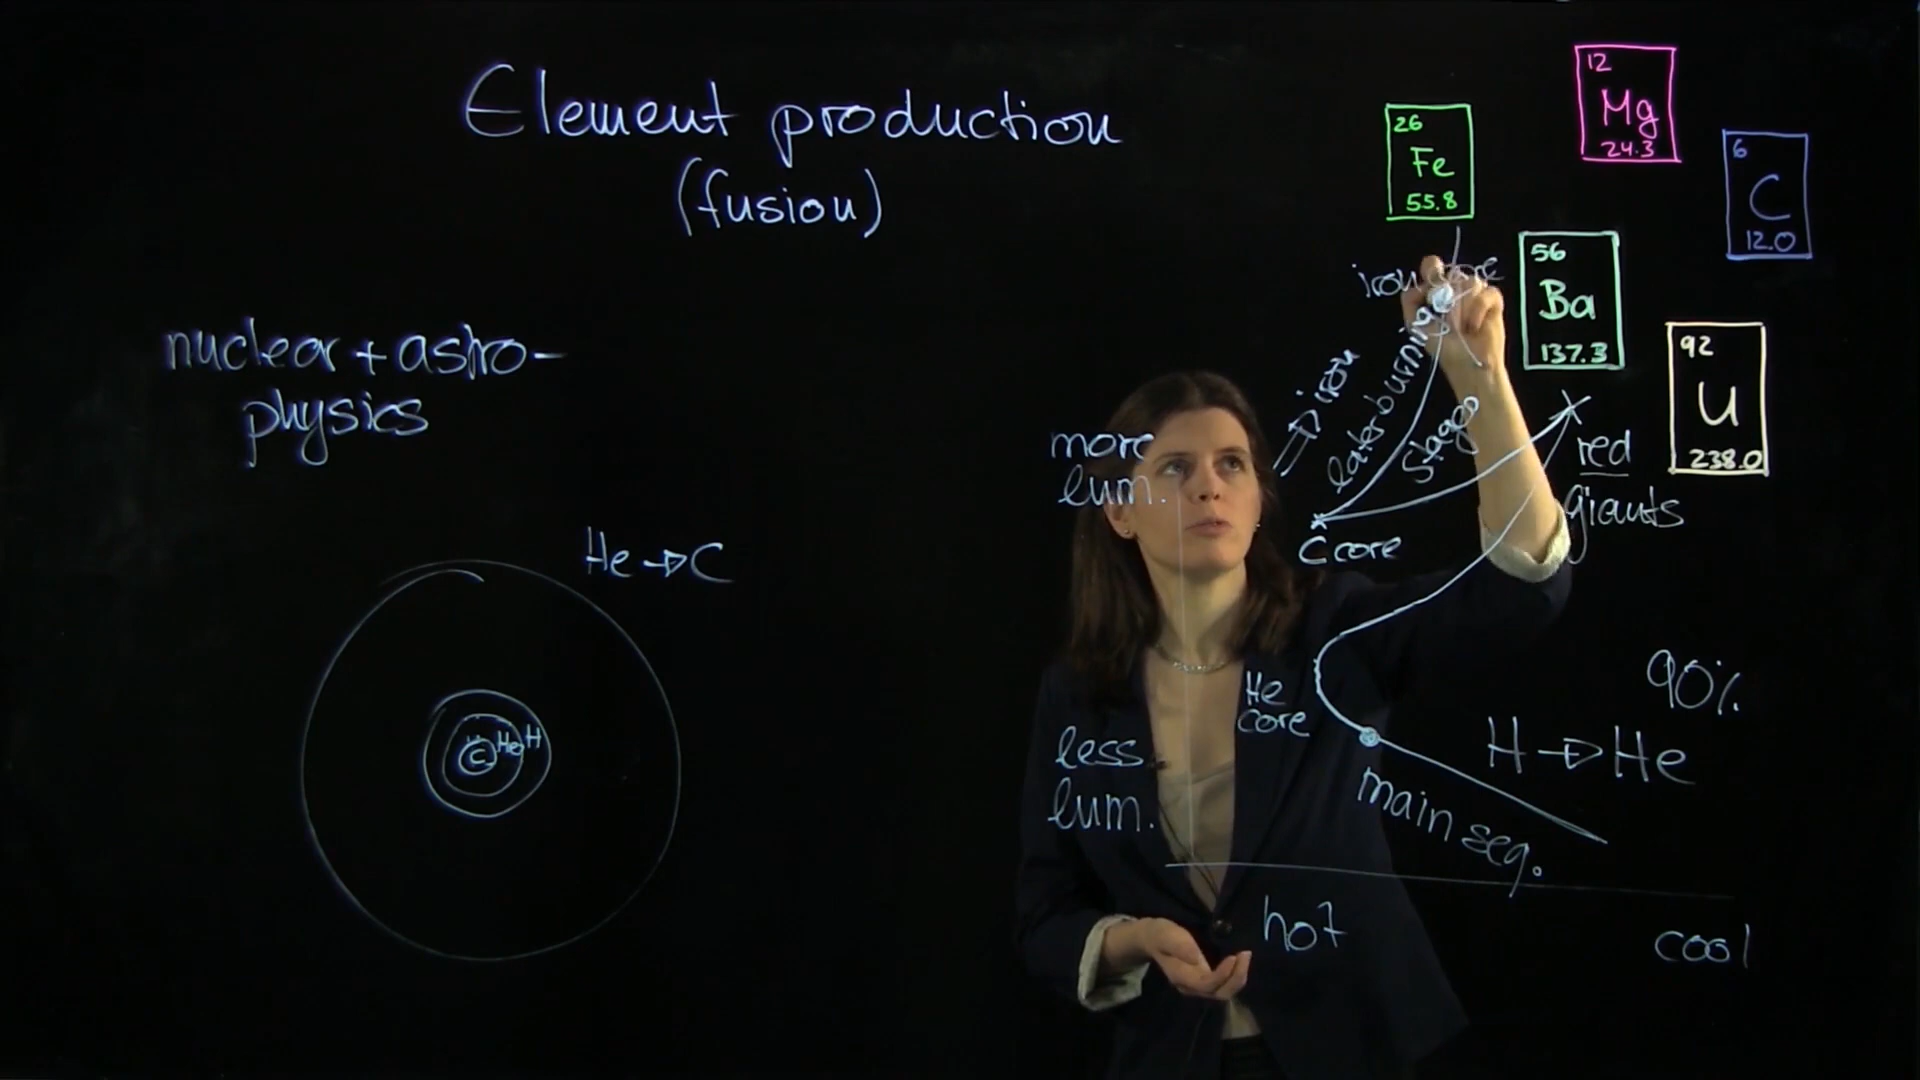 Element production
(fusion)
nuclear + astro-
physics
He → C
C He H
26
Fe
55.8
12
Mg
24.3
6
C
12.0
56
Ba
137.3
92
U
238.0
iron core
⇒ iron
later burning
stages
more
lum.
C core
red
giants
He
core
90%
H → He
less
lum.
main seq.
hot
cool